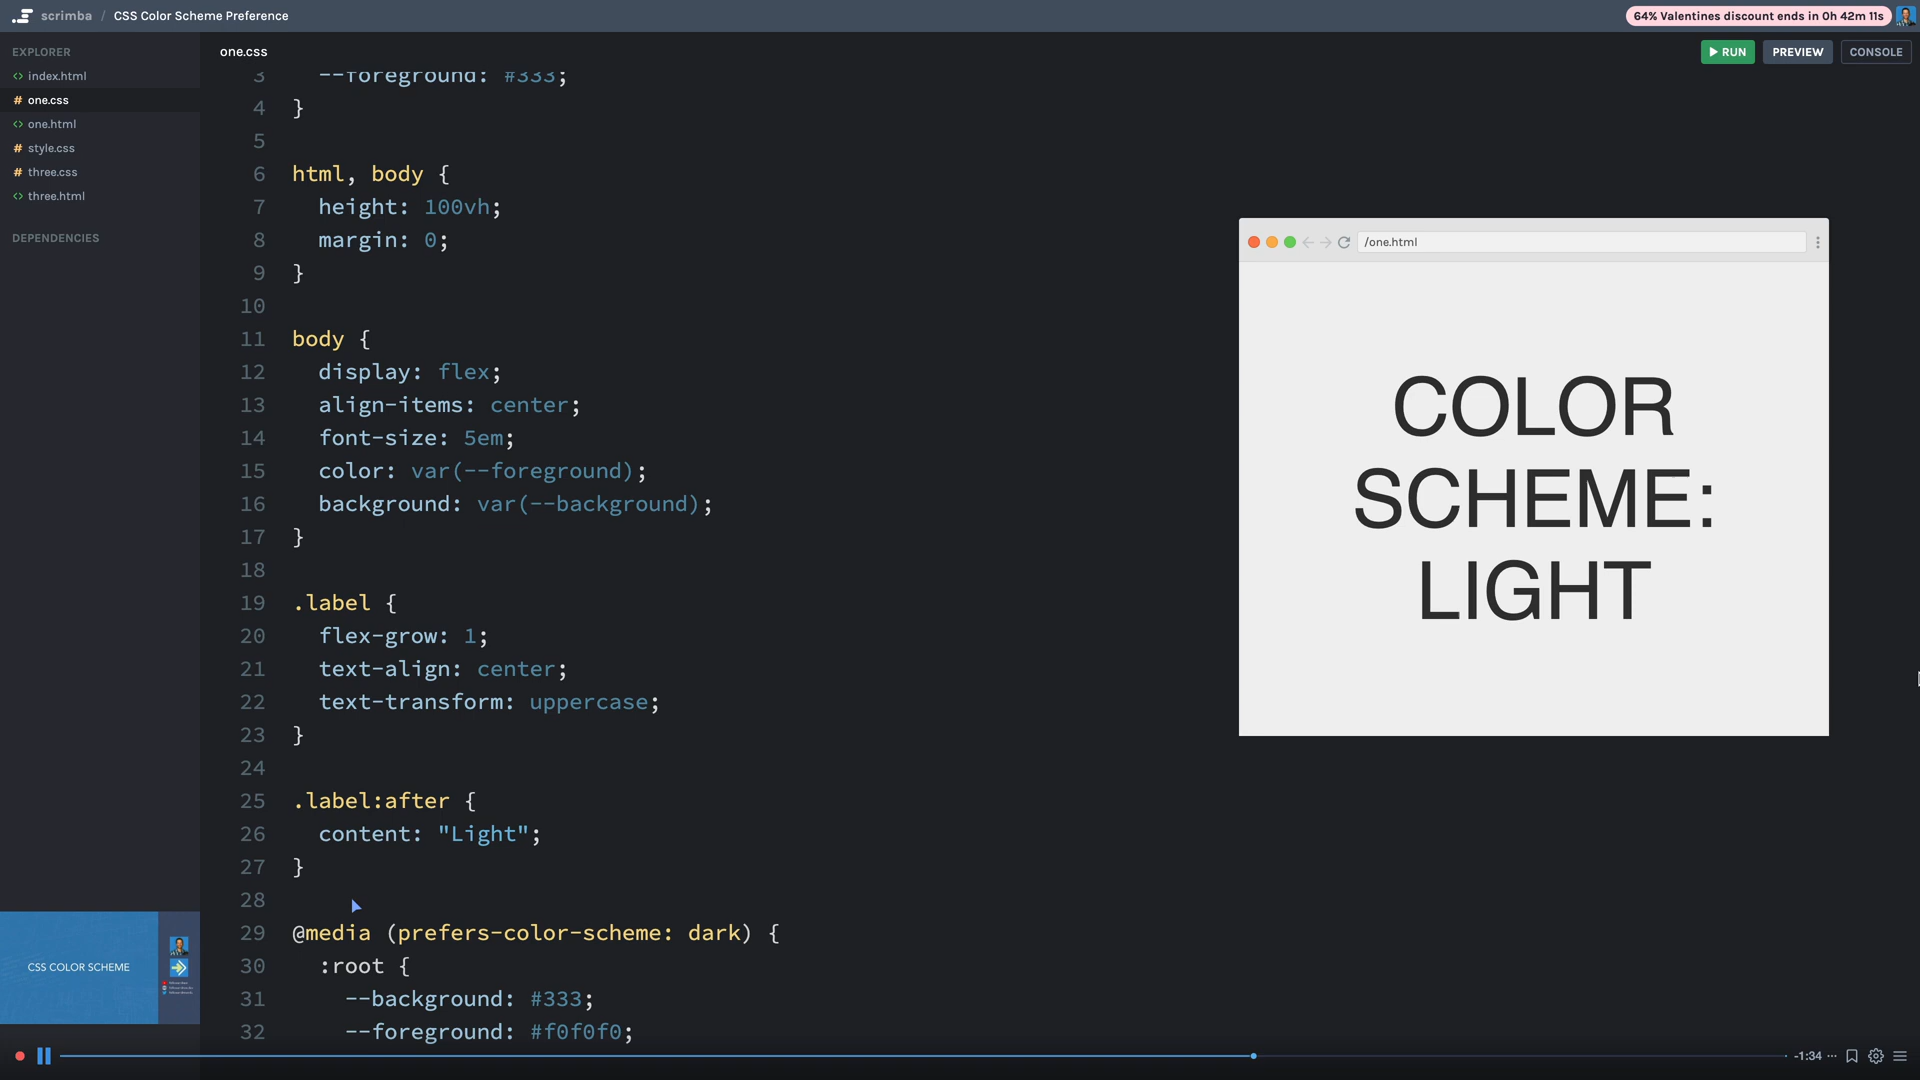 scrimba / CSS Color Scheme Preference
64% Valentines discount ends in 0h 42m 11s
EXPLORER
index.html
one.css
one.html
style.css
three.css
three.html
DEPENDENCIES
one.css
RUN
PREVIEW
CONSOLE
3 --foreground: #333;
4 }
5
6 html, body {
7 height: 100vh;
8 margin: 0;
9 }
10
11 body {
12 display: flex;
13 align-items: center;
14 font-size: 5em;
15 color: var(--foreground);
16 background: var(--background);
17 }
18
19 .label {
20 flex-grow: 1;
21 text-align: center;
22 text-transform: uppercase;
23 }
24
25 .label:after {
26 content: "Light";
27 }
28
29 @media (prefers-color-scheme: dark) {
30 :root {
31 --background: #333;
32 --foreground: #f0f0f0;
/one.html
COLOR
SCHEME:
LIGHT
CSS COLOR SCHEME
-1:34